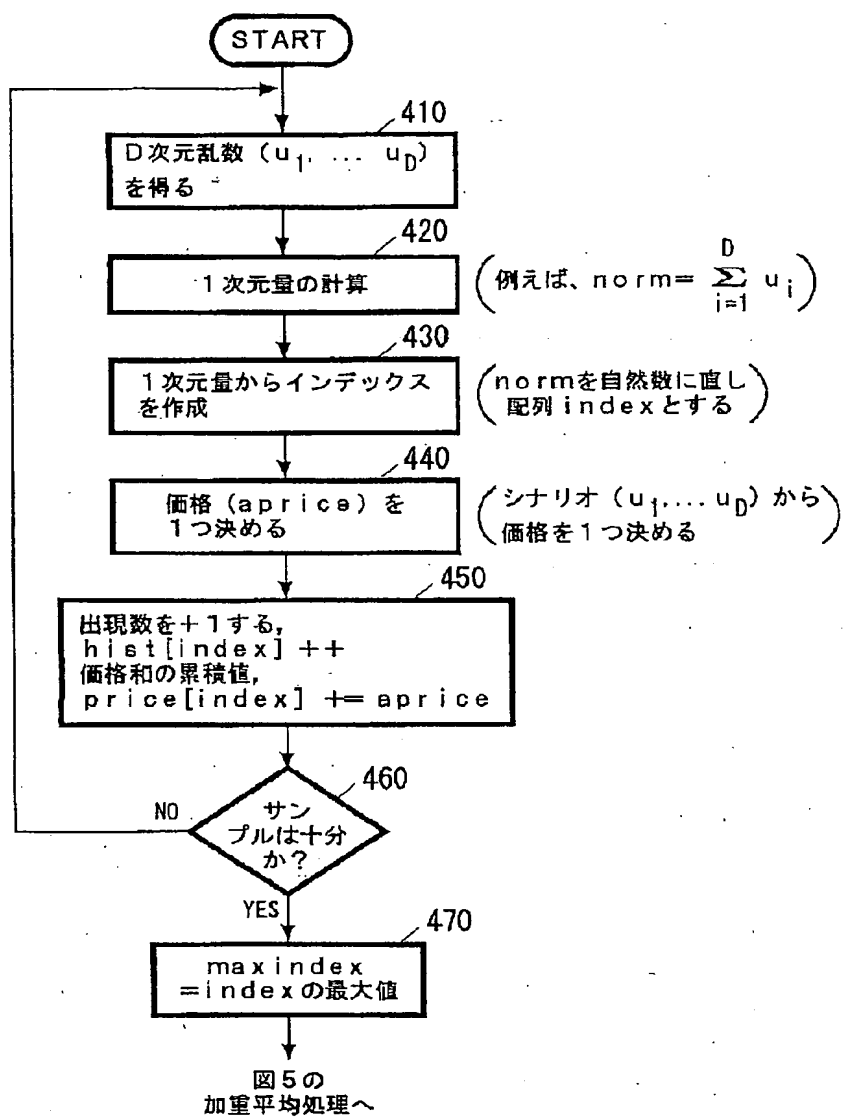 START
410
D次元乱数 (u1, ... uD)
を得る
420
1次元量の計算
(例えば、norm= D∑i=1 ui)
430
1次元量からインデックス
を作成
(normを自然数に直し
配列indexとする)
440
価格 (aprice) を
1つ決める
(シナリオ (u1, ... uD) から
価格を1つ決める)
450
出現数を+1する,
hist[index] ++
価格和の累積値,
price[index] += aprice
460
サン
プルは十分
か?
NO
YES
470
maxindex
=indexの最大値
図5の
加重平均処理へ